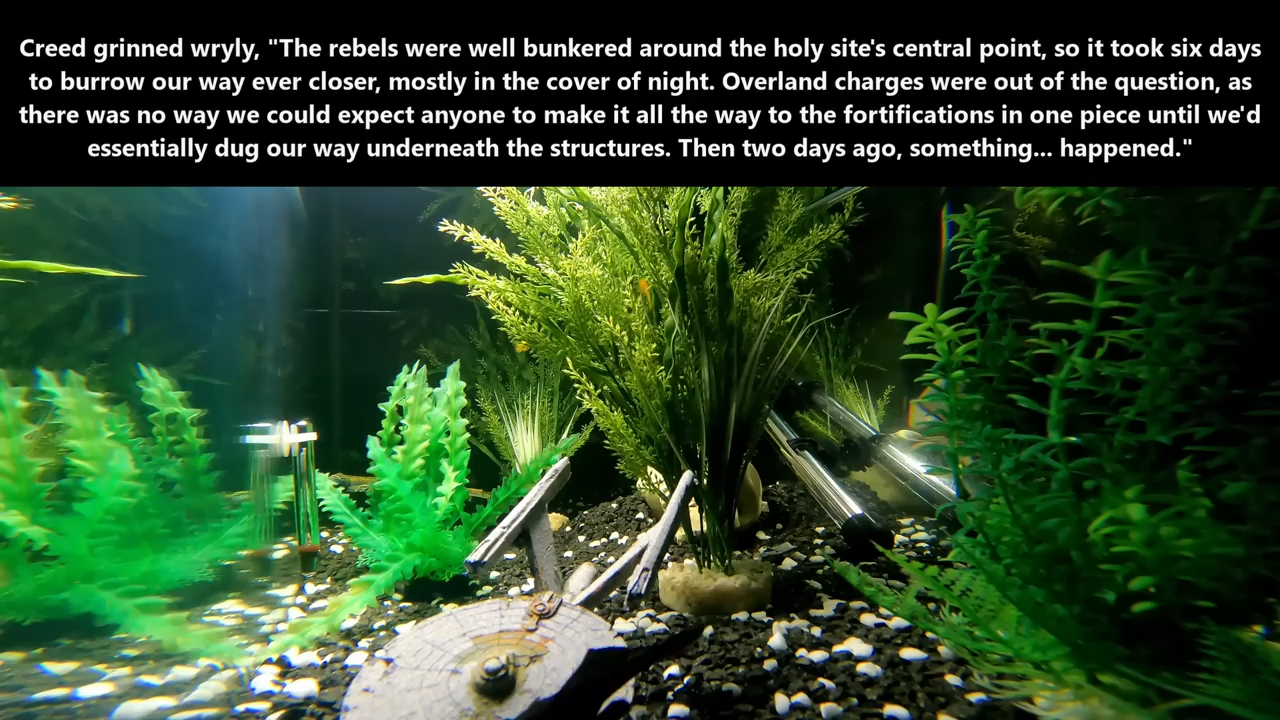 Creed grinned wryly, "The rebels were well bunkered around the holy site's central point, so it took six days
to burrow our way ever closer, mostly in the cover of night. Overland charges were out of the question, as
there was no way we could expect anyone to make it all the way to the fortifications in one piece until we'd
essentially dug our way underneath the structures. Then two days ago, something... happened."